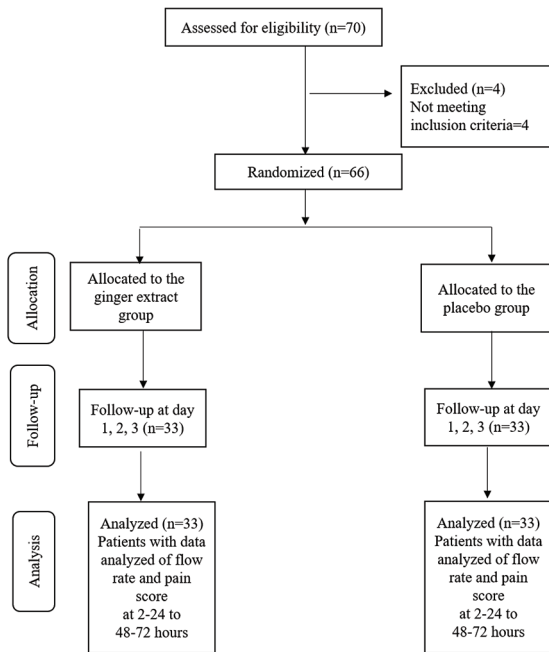 Assessed for eligibility (n=70)
Excluded (n=4)
Not meeting
inclusion criteria=4
Randomized (n=66)
Allocation
Allocated to the
ginger extract
group
Allocated to the
placebo group
Follow-up
Follow-up at day
1, 2, 3 (n=33)
Follow-up at day
1, 2, 3 (n=33)
Analysis
Analyzed (n=33)
Patients with data
analyzed of flow
rate and pain
score
at 2-24 to
48-72 hours
Analyzed (n=33)
Patients with data
analyzed of flow
rate and pain
score
at 2-24 to
48-72 hours